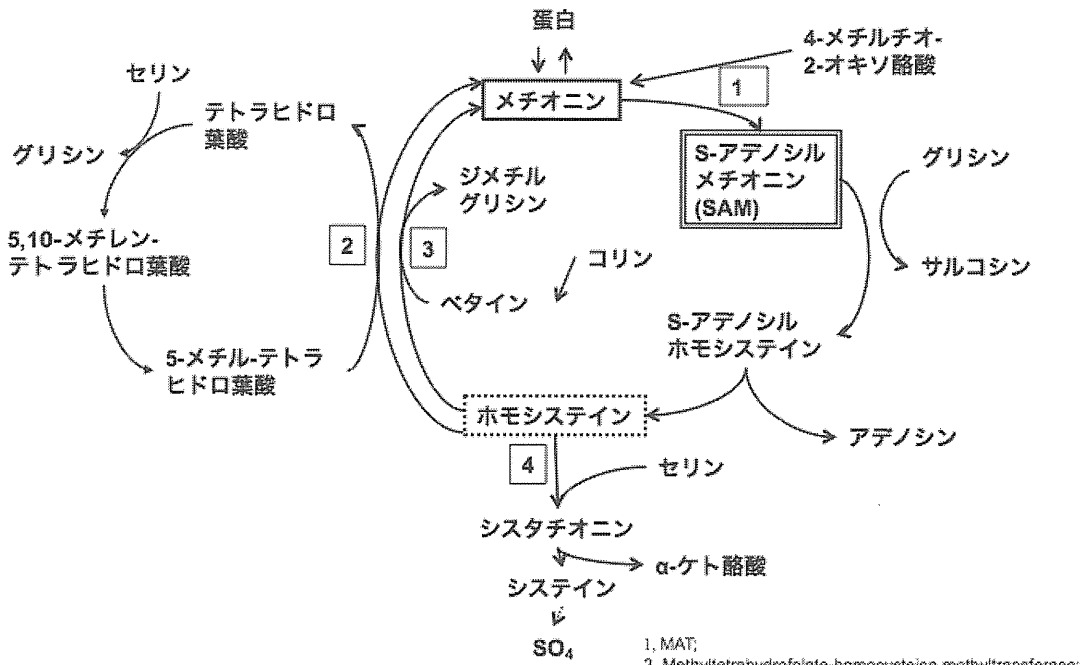 蛋白
4-メチルチオ-
2-オキソ酪酸
セリン
1
メチオニン
テトラヒドロ
葉酸
グリシン
S-アデノシル
メチオニン
(SAM)
グリシン
ジメチル
グリシン
5,10-メチレン-
テトラヒドロ葉酸
2
3
コリン
サルコシン
ベタイン
S-アデノシル
ホモシステイン
5-メチル-テトラ
ヒドロ葉酸
ホモシステイン
アデノシン
4
セリン
シスタチオニン
α-ケト酪酸
システイン
SO₄
1, MAT;
2, Methyltetrahydrofolate-homocysteine methyltransferase;